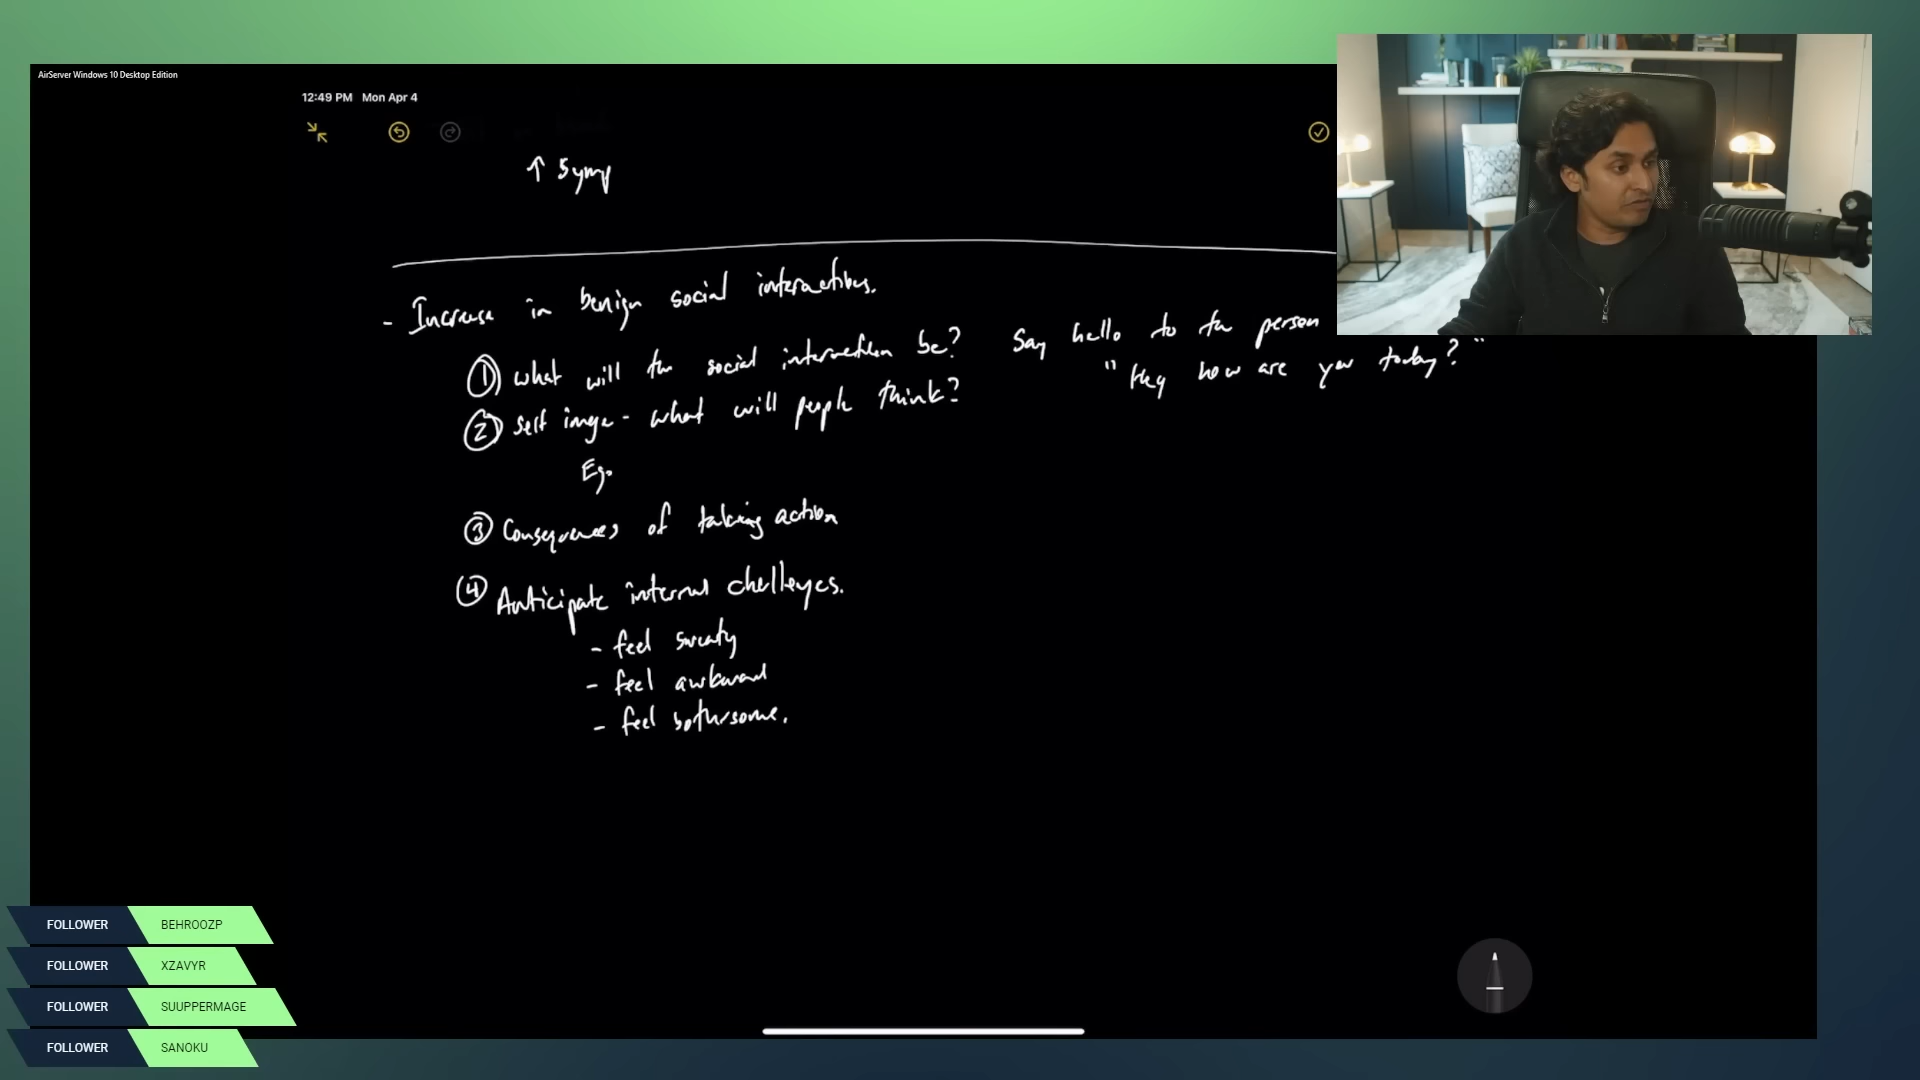 AirServer Windows 10 Desktop Edition
12:49 PM Mon Apr 4
↑ Symp
- Increase in benign social interactions.
① What will the social interaction be? Say hello to the person
"Hey how are you today?"
② Self image - what will people think?
Eg.
③ Consequences of taking action
④ Anticipate internal challenges.
- feel sweaty
- feel awkward
- feel bothersome.
FOLLOWER BEHROOZP
FOLLOWER XZAVYR
FOLLOWER SUUPPERMAGE
FOLLOWER SANOKU